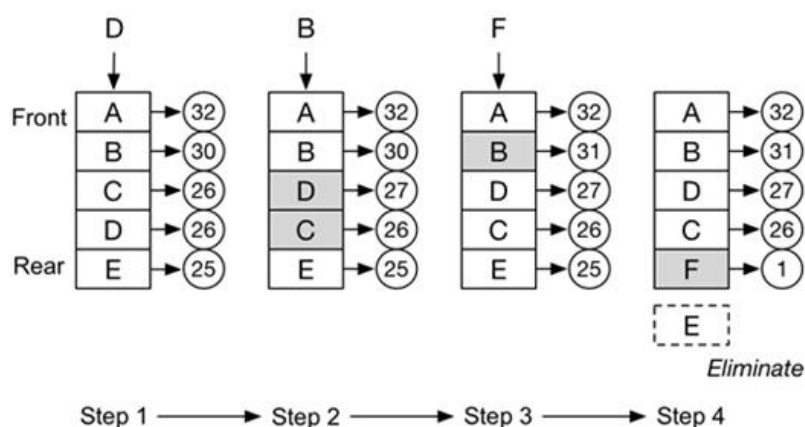 D B F
Front A 32 A 32 A 32 A 32
B 30 B 30 B 31 B 31
C 26 D 27 D 27 D 27
D 26 C 26 C 26 C 26
Rear E 25 E 25 E 25 F 1
E
Eliminate
Step 1 Step 2 Step 3 Step 4